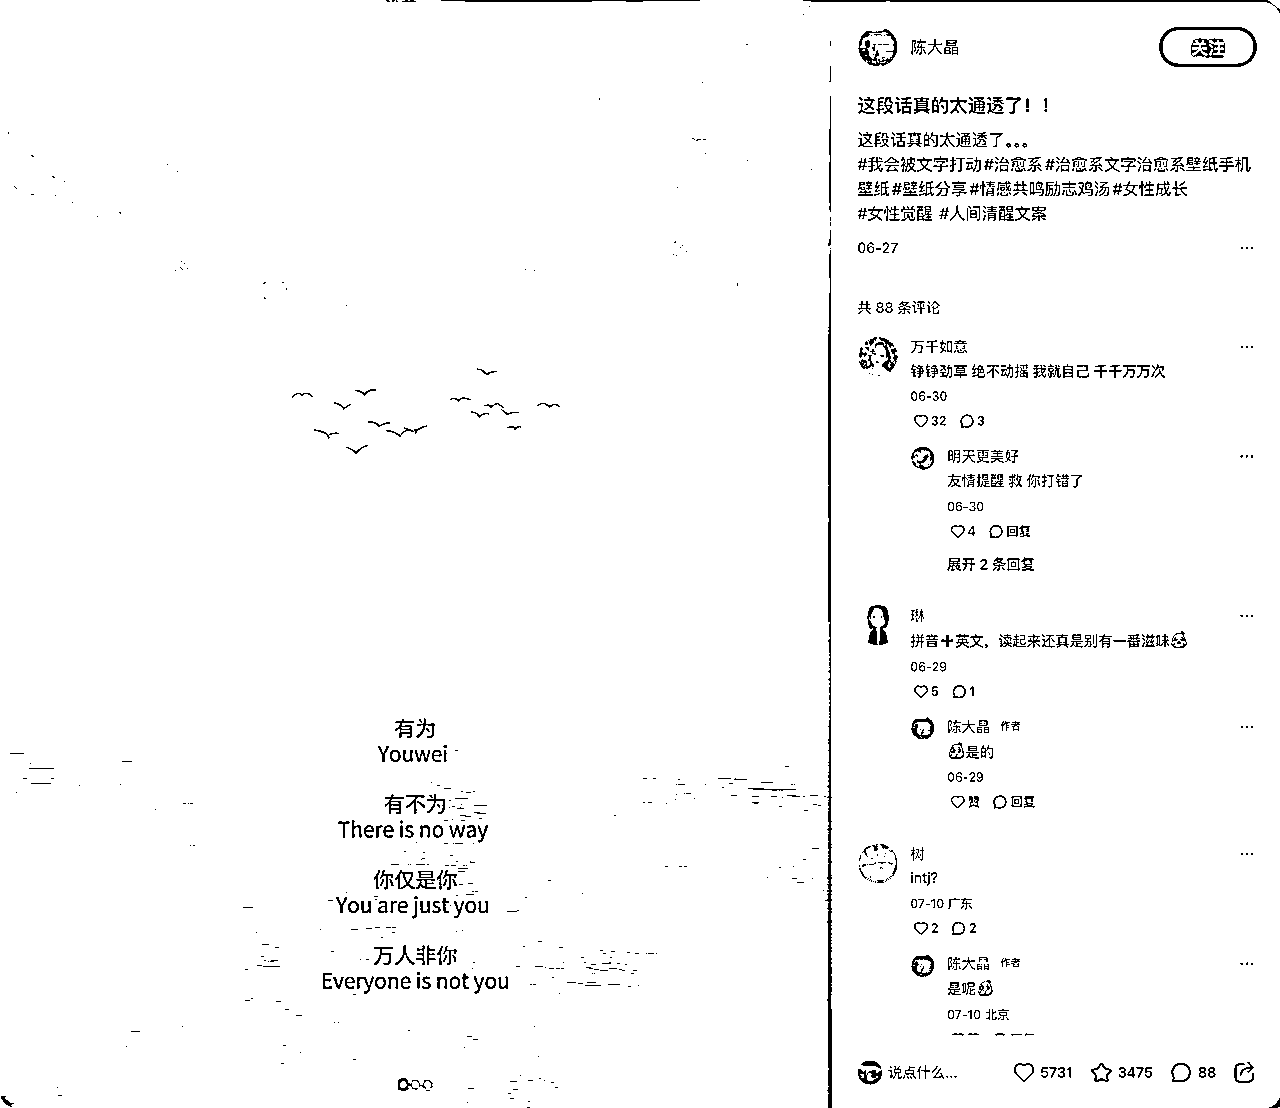 有为
Youwei
有不为
There is no way
你仅是你
You are just you
万人非你
Everyone is not you
陈大晶
关注
这段话真的太通透了！！
这段话真的太通透了。。。
#我会被文字打动#治愈系#治愈系文字治愈系壁纸手机
壁纸#壁纸分享#情感共鸣励志鸡汤#女性成长
#女性觉醒 #人间清醒文案
06-27
共 88 条评论
万千如意
铮铮劲草 绝不动摇 我就自己 千千万万次
06-30
32 3
明天更美好
友情提醒 救 你打错了
06-30
4 回复
展开 2 条回复
琳
拼音➕英文，读起来还真是别有一番滋味
06-29
5 1
陈大晶 作者
是的
06-29
赞 回复
树
intj?
07-10 广东
2 2
陈大晶 作者
是呢
07-10 北京
说点什么...
5731 3475 88